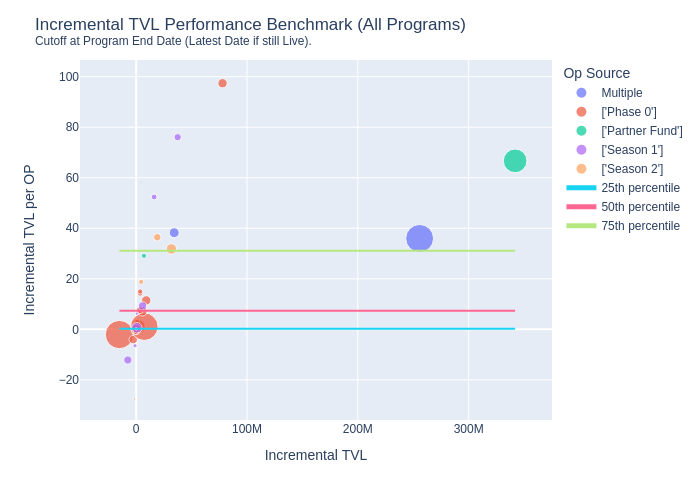 Incremental TVL Performance Benchmark (All Programs)
Cutoff at Program End Date (Latest Date if still Live).
Incremental TVL per OP
100
80
60
40
20
0
−20
0
100M
200M
300M
Incremental TVL
Op Source
Multiple
['Phase 0']
['Partner Fund']
['Season 1']
['Season 2']
25th percentile
50th percentile
75th percentile